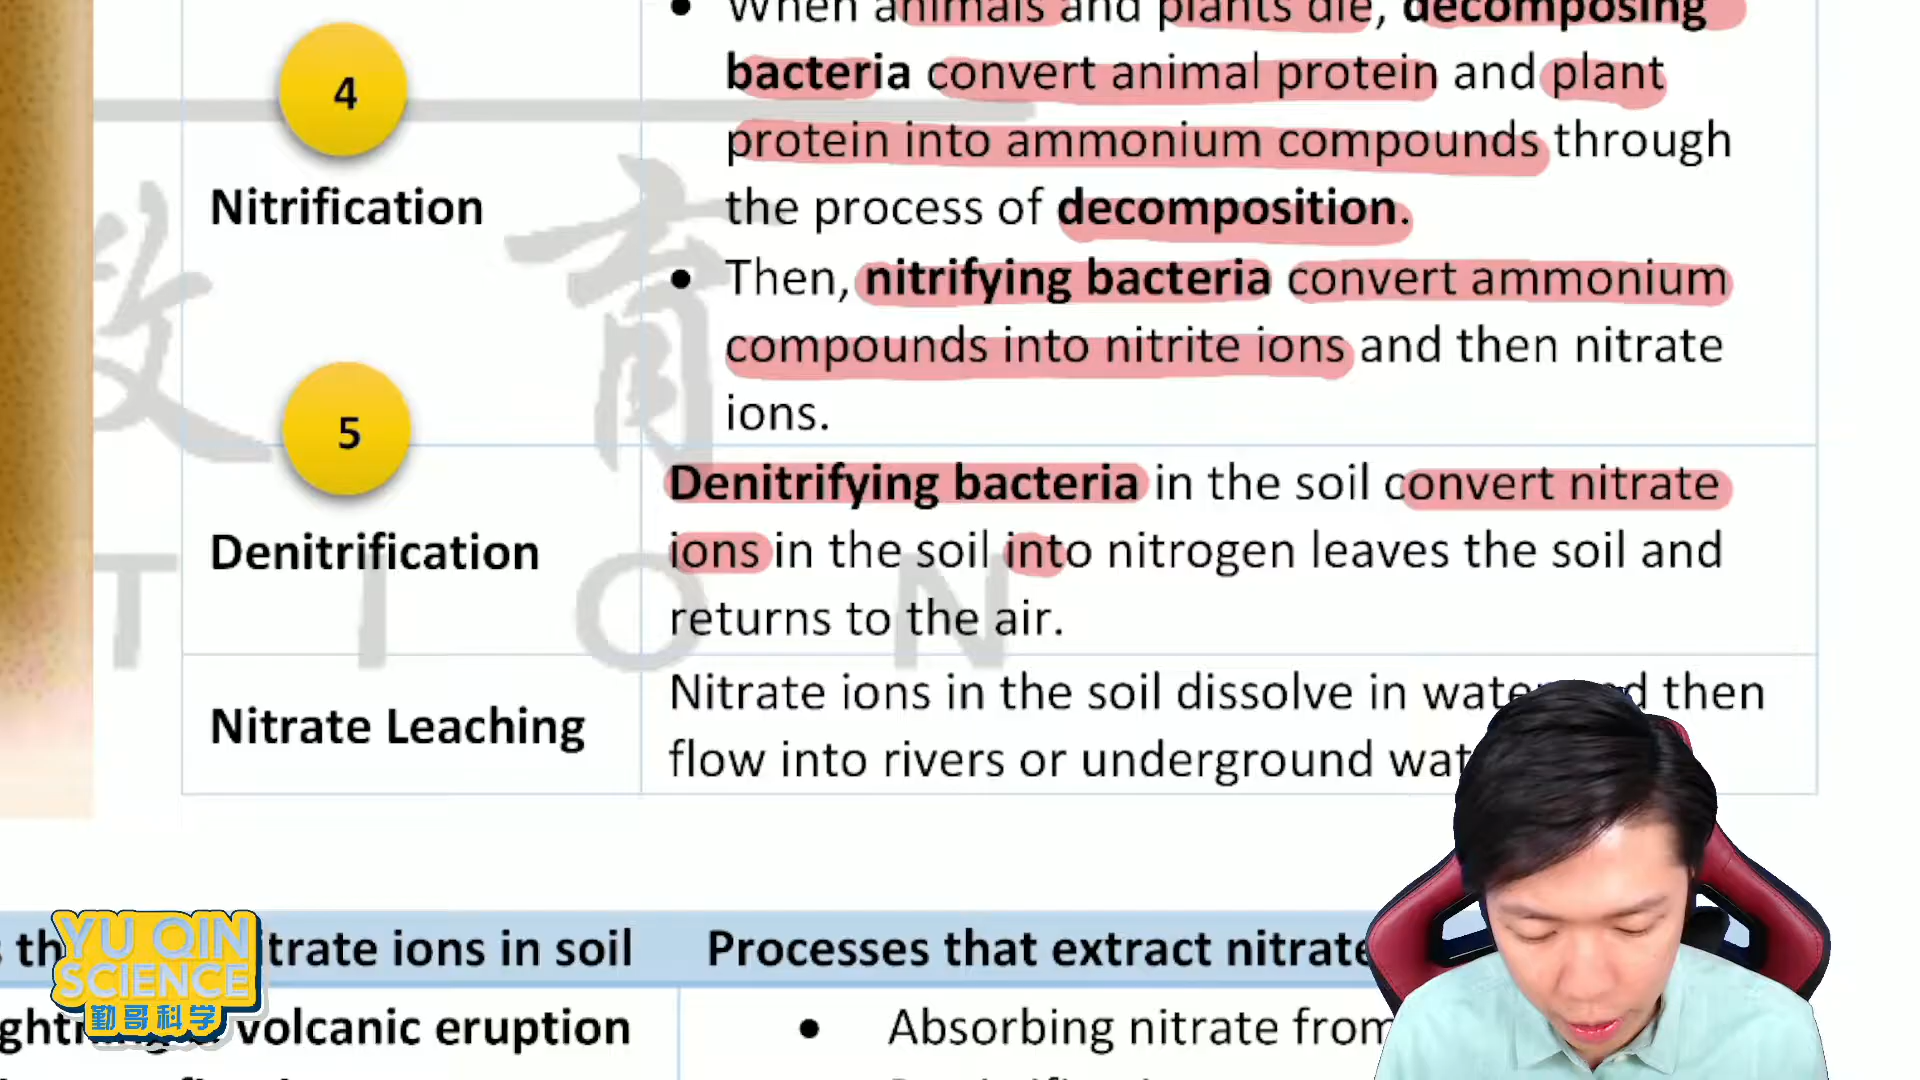 When animals and plants die, decomposing
bacteria convert animal protein and plant
protein into ammonium compounds through
the process of decomposition.
4
Nitrification
Then, nitrifying bacteria convert ammonium
compounds into nitrite ions and then nitrate
ions.
5
Denitrification
Denitrifying bacteria in the soil convert nitrate
ions in the soil into nitrogen leaves the soil and
returns to the air.
Nitrate Leaching
Nitrate ions in the soil dissolve in water and then
flow into rivers or underground
教 育
T I O N
trate ions in soil
Processes that extract nitrate
volcanic eruption
Absorbing nitrate from
YU QIN
SCIENCE
勤哥科学